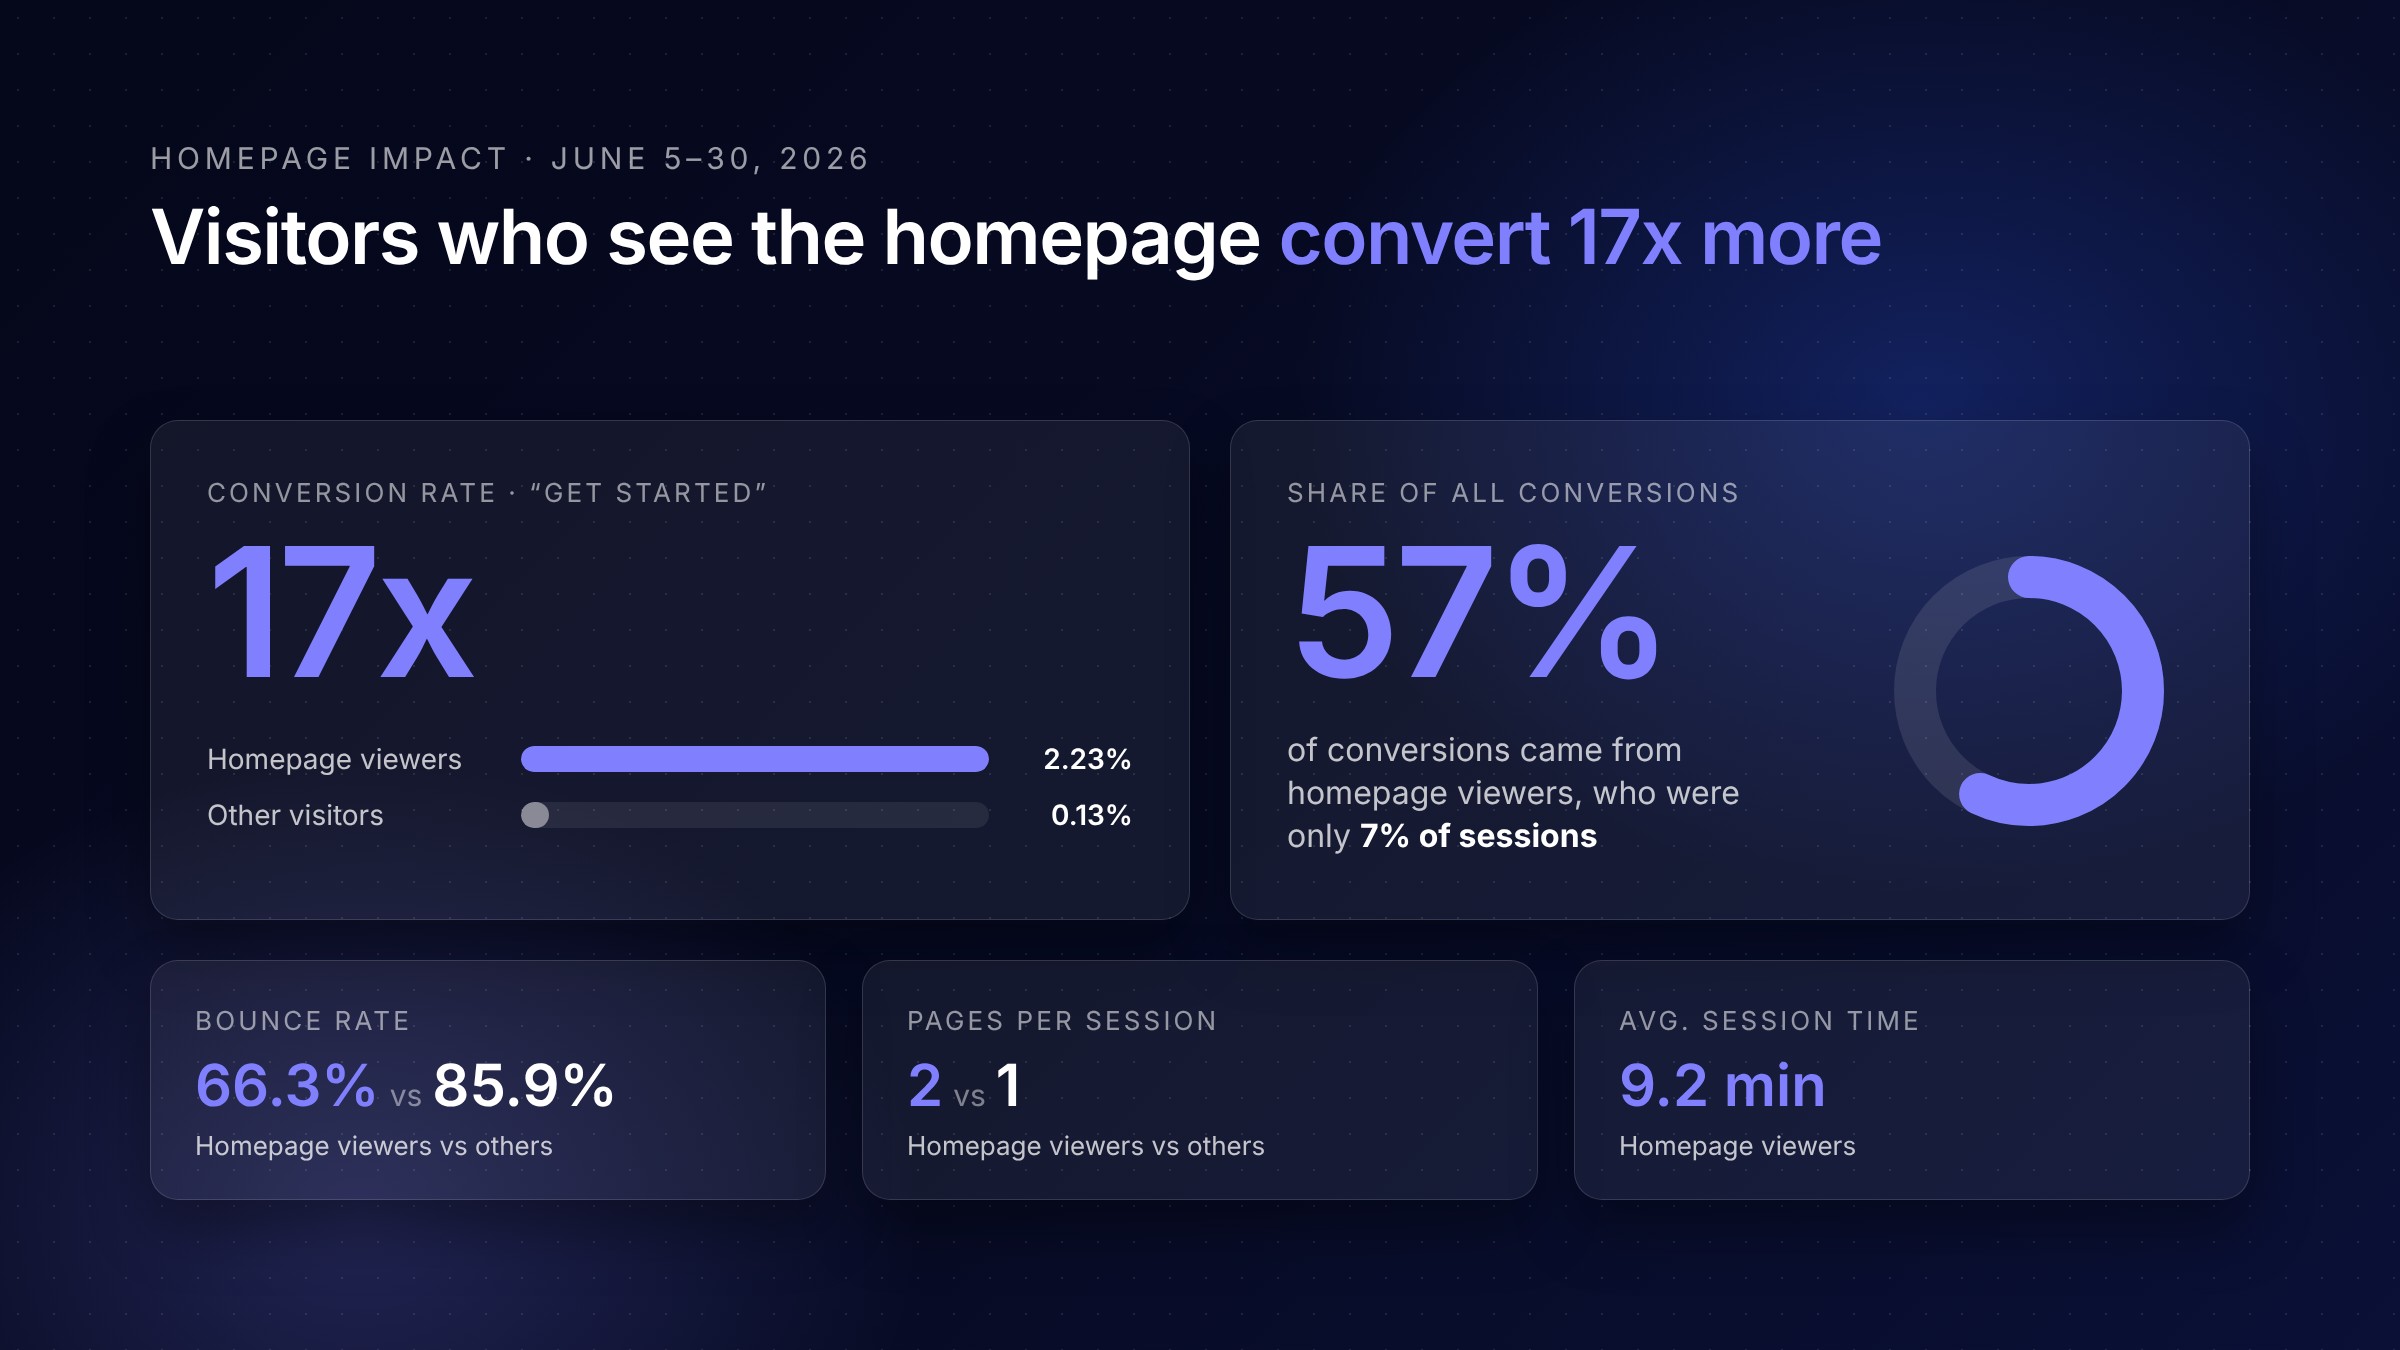 HOMEPAGE IMPACT · JUNE 5–30, 2026
Visitors who see the homepage convert 17x more
CONVERSION RATE · “GET STARTED”
17x
Homepage viewers 2.23%
Other visitors 0.13%
SHARE OF ALL CONVERSIONS
57%
of conversions came from
homepage viewers, who were
only 7% of sessions
BOUNCE RATE
66.3% vs 85.9%
Homepage viewers vs others
PAGES PER SESSION
2 vs 1
Homepage viewers vs others
AVG. SESSION TIME
9.2 min
Homepage viewers